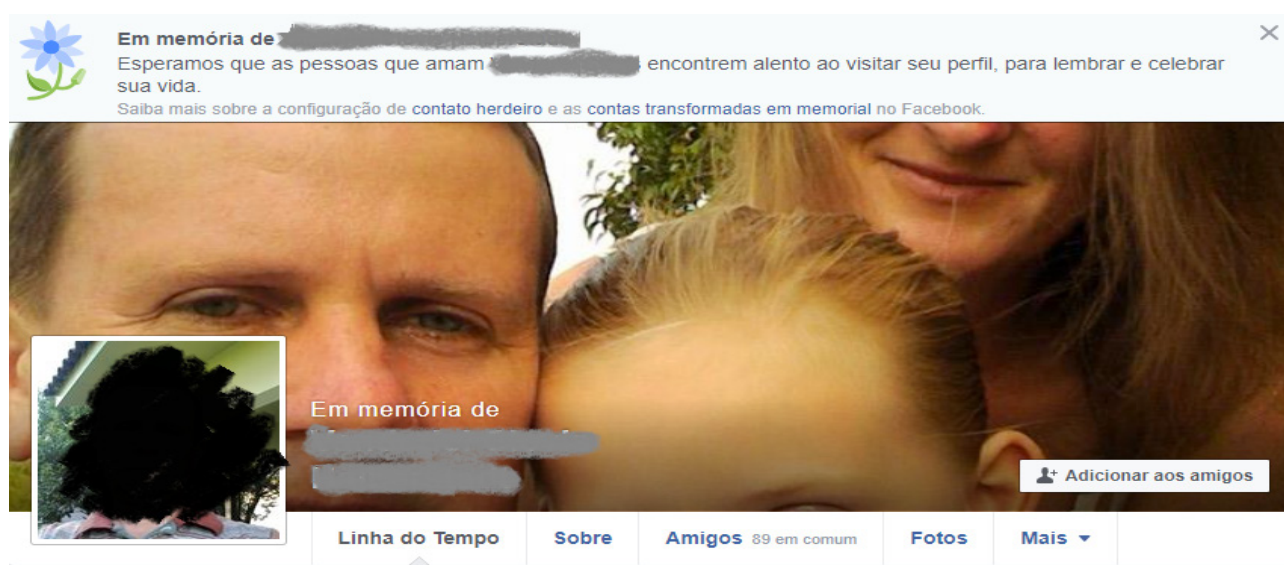 Em memória de
Esperamos que as pessoas que amam encontrem alento ao visitar seu perfil, para lembrar e celebrar
sua vida.
Saiba mais sobre a configuração de contato herdeiro e as contas transformadas em memorial no Facebook.
Em memória de
Adicionar aos amigos
Linha do Tempo Sobre Amigos 89 em comum Fotos Mais